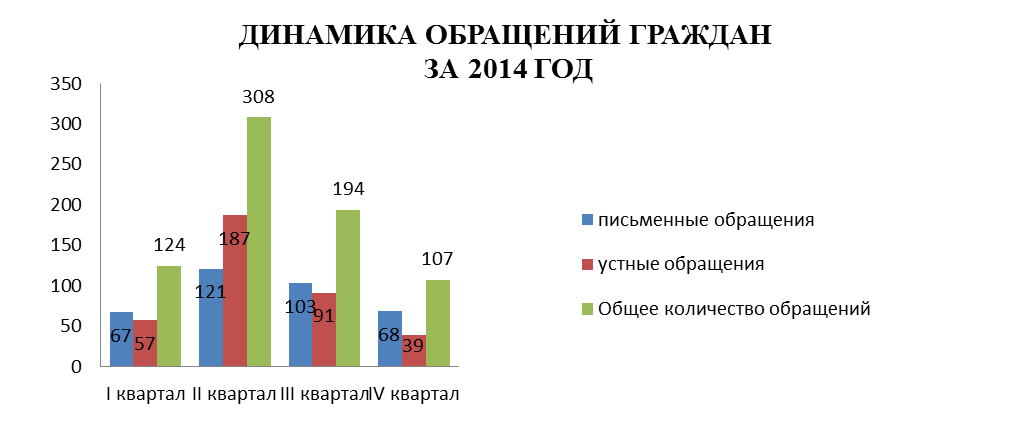 ДИНАМИКА ОБРАЩЕНИЙ ГРАЖДАН
ЗА 2014 ГОД
350
300
250
200
150
100
50
0
67
57
124
121
187
308
103
91
194
68
39
107
I квартал
II квартал
III квартал
IV квартал
письменные обращения
устные обращения
Общее количество обращений